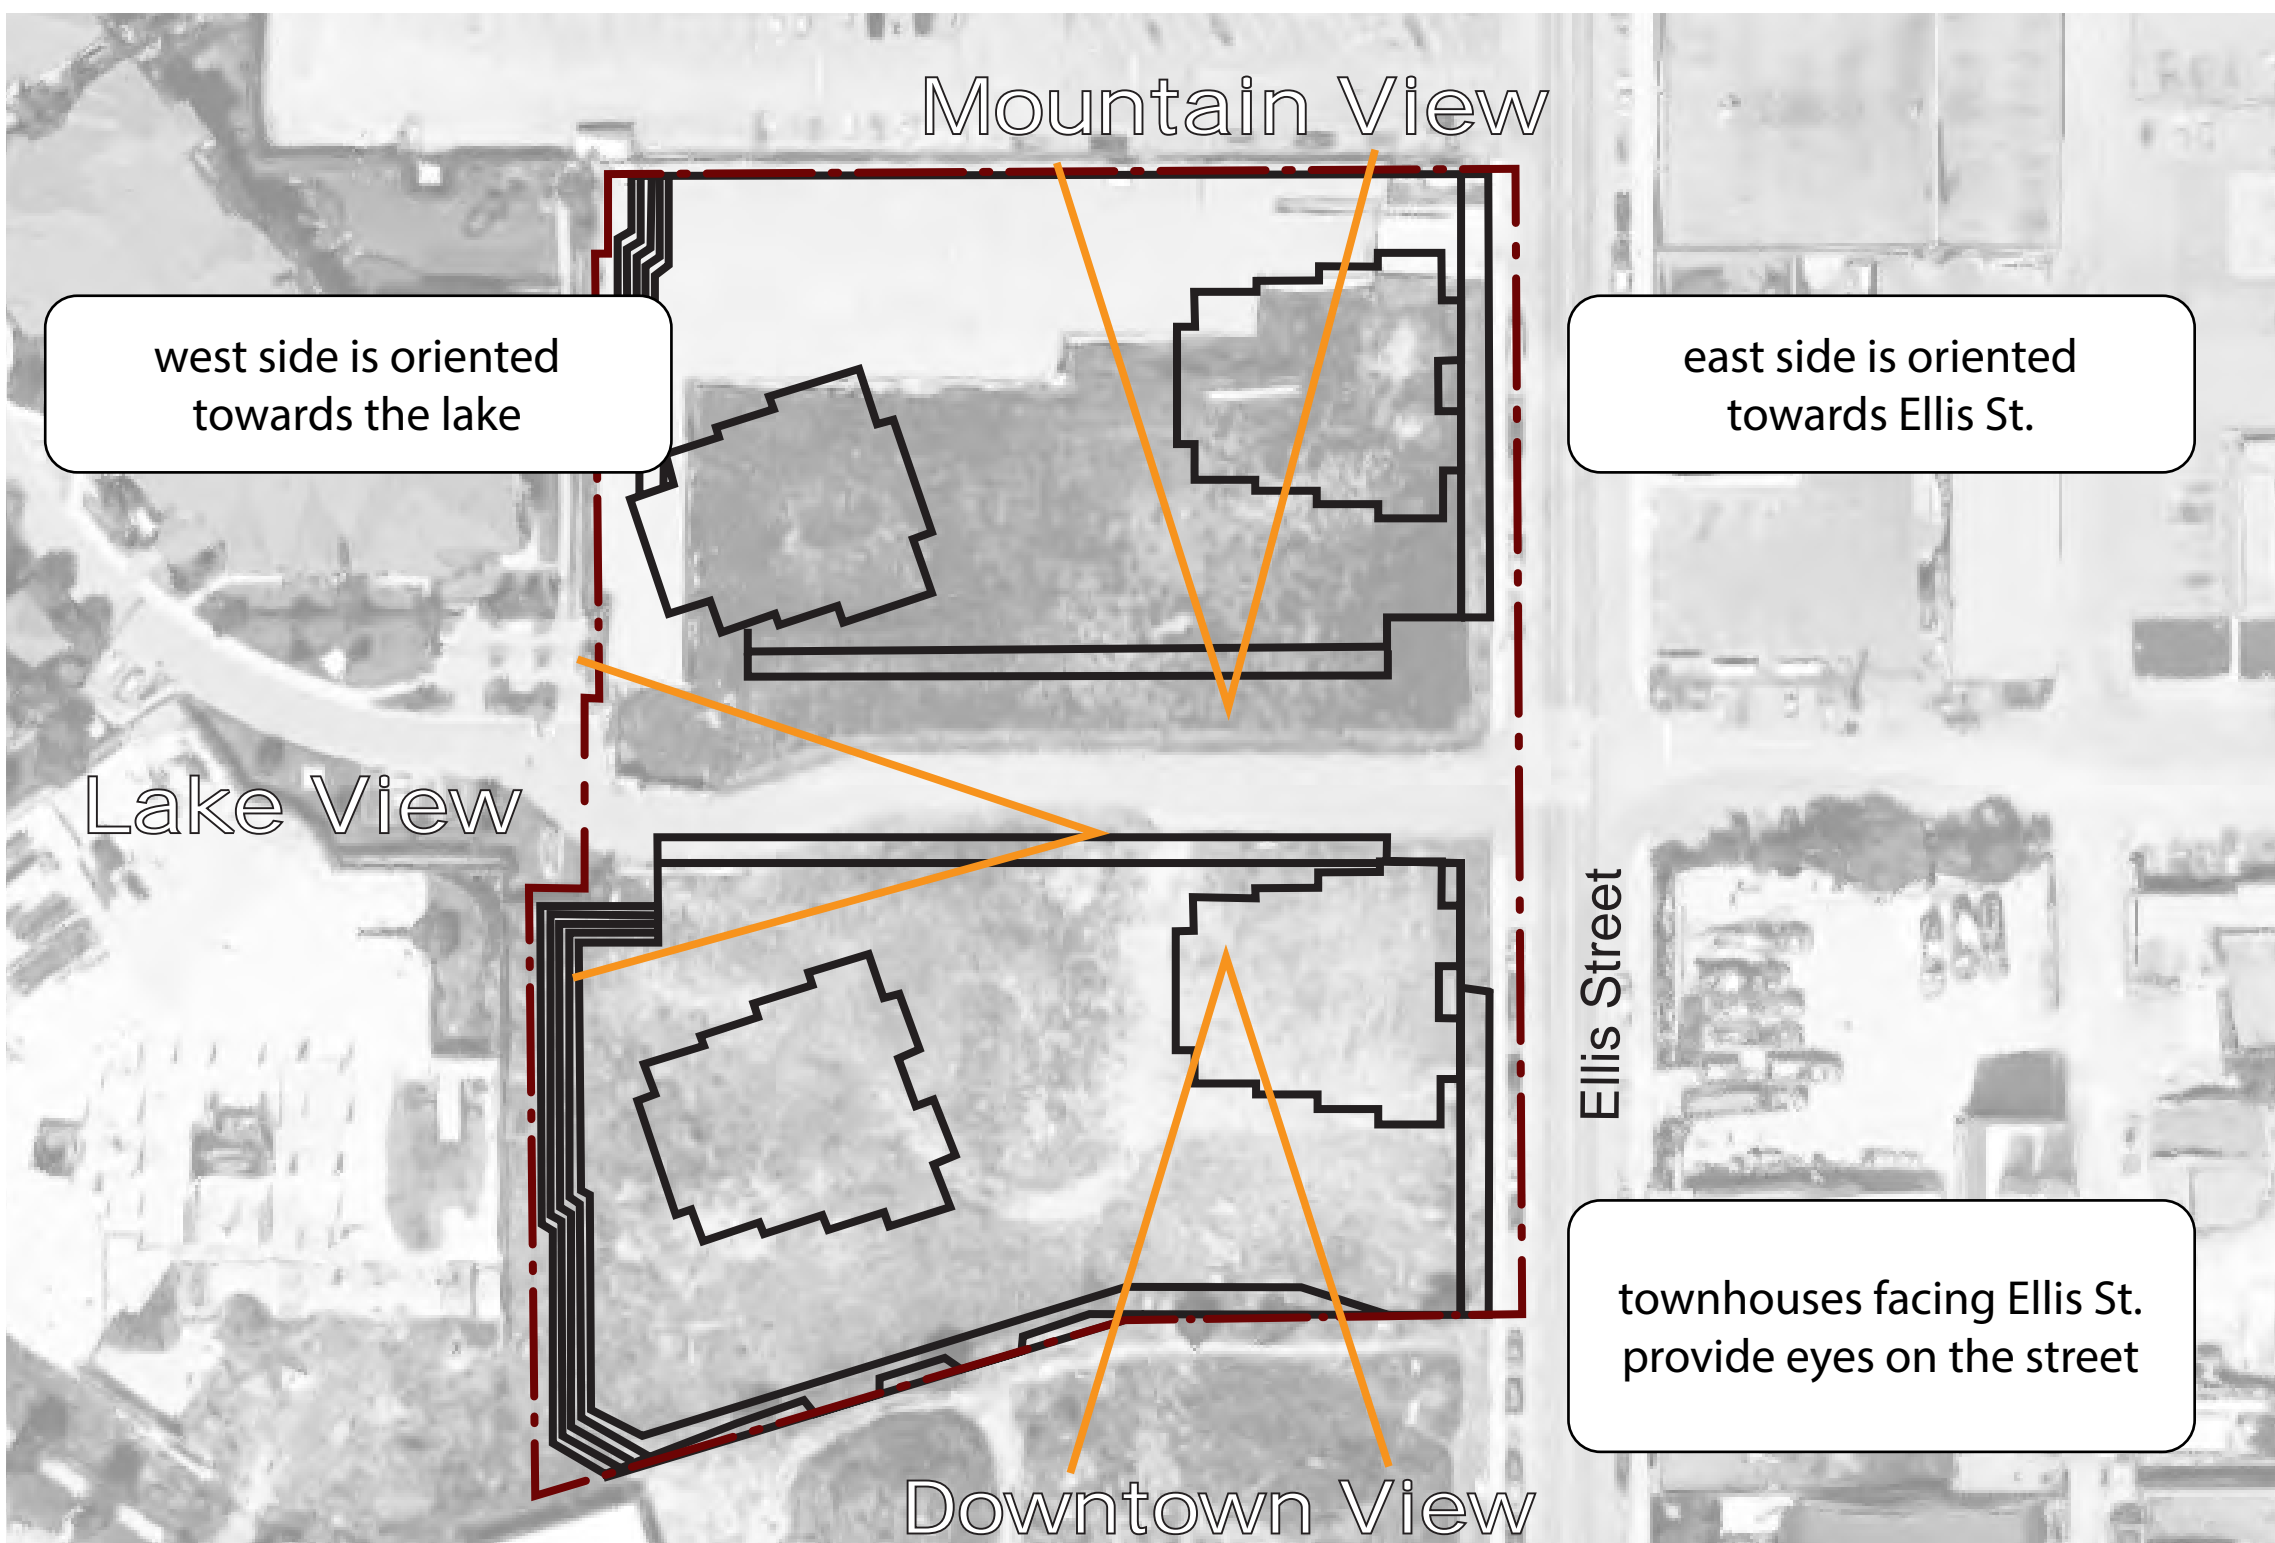 Mountain View
west side is oriented
towards the lake
east side is oriented
towards Ellis St.
Lake View
Ellis Street
townhouses facing Ellis St.
provide eyes on the street
Downtown View